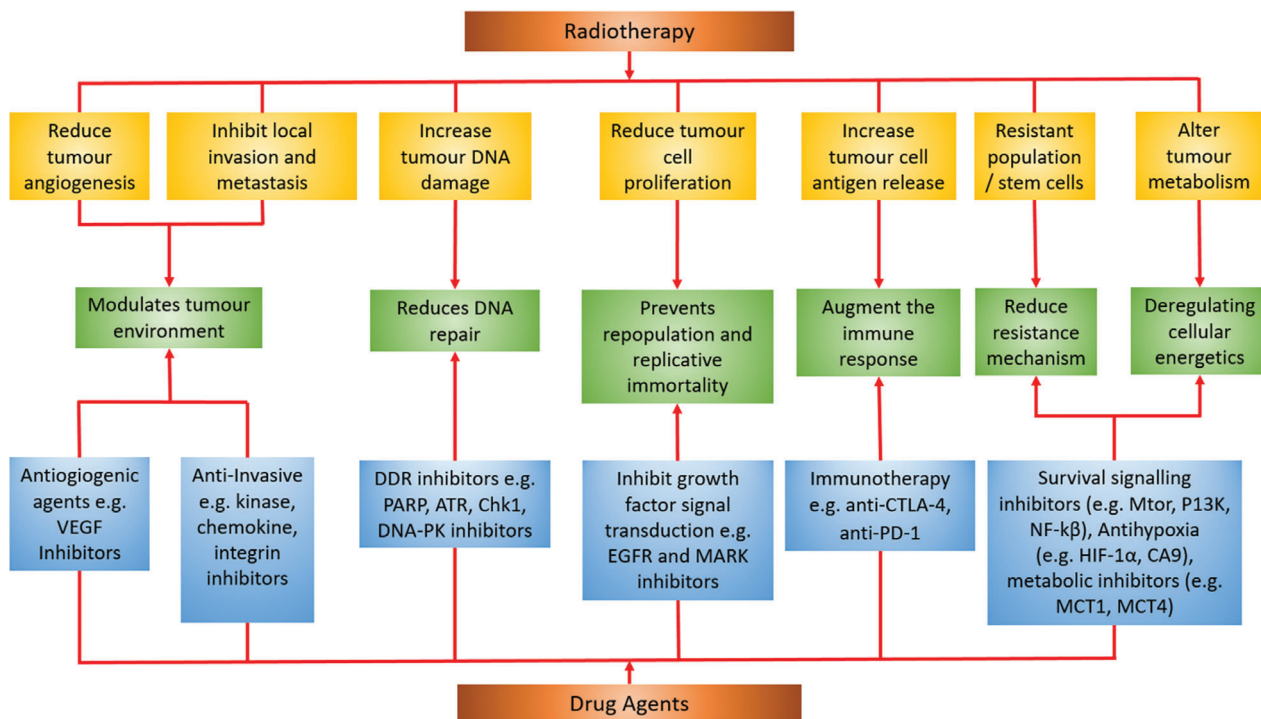 Radiotherapy
Reduce
tumour
angiogenesis
Inhibit local
invasion and
metastasis
Increase
tumour DNA
damage
Reduce tumour
cell
proliferation
Increase
tumour cell
antigen release
Resistant
population
/ stem cells
Alter
tumour
metabolism
Modulates tumour
environment
Reduces DNA
repair
Prevents
repopulation and
replicative
immortality
Augment the
immune
response
Reduce
resistance
mechanism
Deregulating
cellular
energetics
Antiogiogenic
agents e.g.
VEGF
Inhibitors
Anti-Invasive
e.g. kinase,
chemokine,
integrin
inhibitors
DDR inhibitors e.g.
PARP, ATR, Chk1,
DNA-PK inhibitors
Inhibit growth
factor signal
transduction e.g.
EGFR and MARK
inhibitors
Immunotherapy
e.g. anti-CTLA-4,
anti-PD-1
Survival signalling
inhibitors (e.g. Mtor, P13K,
NF-kβ), Antihypoxia
(e.g. HIF-1α, CA9),
metabolic inhibitors (e.g.
MCT1, MCT4)
Drug Agents